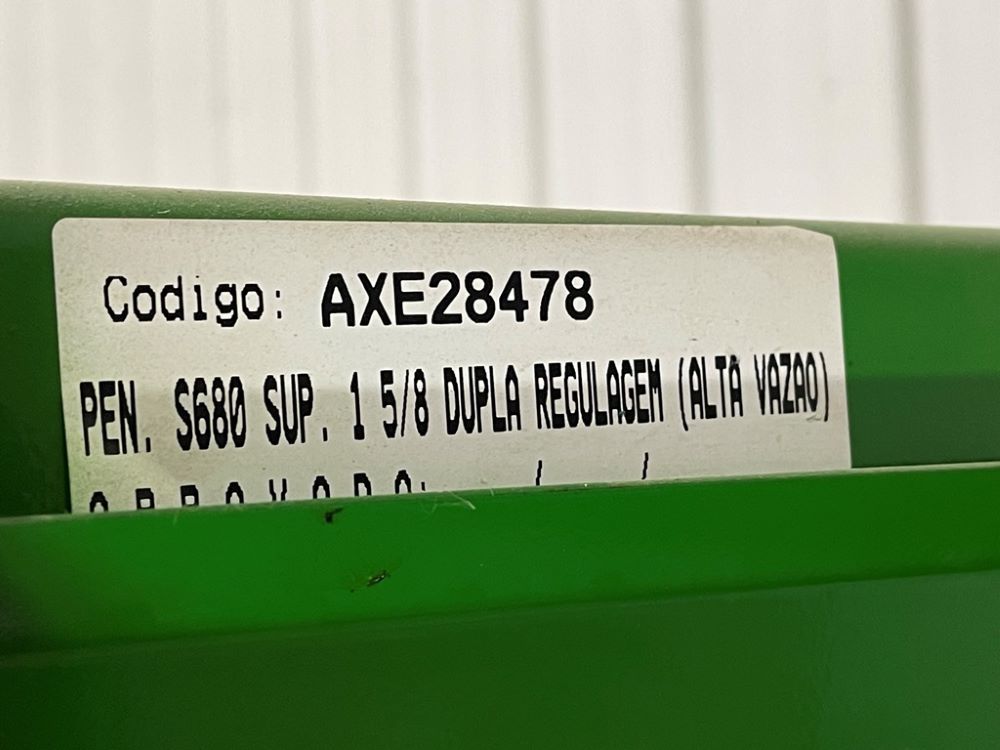 Codigo: AXE28478
PEN. S680 SUP. 1 5/8 DUPLA REGULAGEM (ALTA VAZAO)